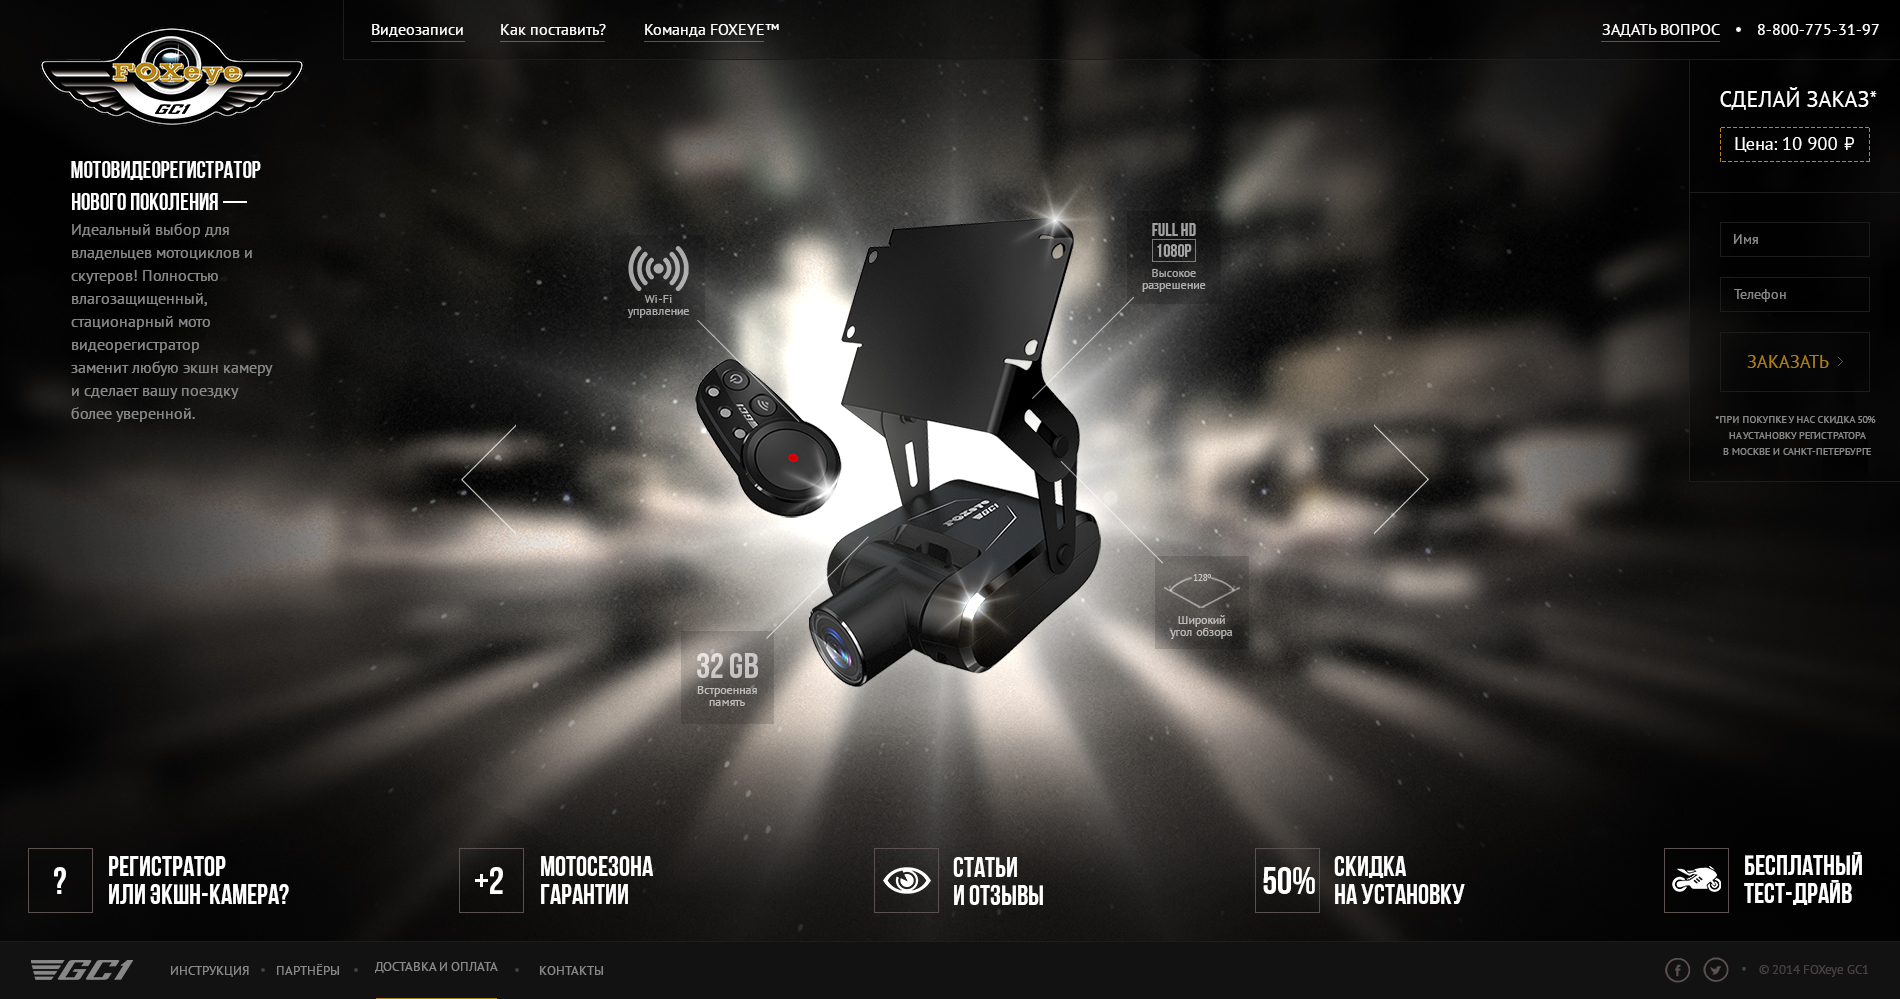 Видеозаписи
Как поставить?
Команда FOXEYE™
ЗАДАТЬ ВОПРОС • 8-800-775-31-97
FOXeye
GC1
МОТОВИДЕОРЕГИСТРАТОР
НОВОГО ПОКОЛЕНИЯ —
Идеальный выбор для
владельцев мотоциклов и
скутеров! Полностью
влагозащищенный,
стационарный мото
видеорегистратор
заменит любую экшн камеру
и сделает вашу поездку
более уверенной.
Wi-Fi
управление
FULL HD
1080P
Высокое
разрешение
GC1
FOXeye
GC1
32 GB
Встроенная
память
128º
Широкий
угол обзора
СДЕЛАЙ ЗАКАЗ*
Цена: 10 900 ₽
Имя
Телефон
ЗАКАЗАТЬ >
*ПРИ ПОКУПКЕ У НАС СКИДКА 50%
НА УСТАНОВКУ РЕГИСТРАТОРА
В МОСКВЕ И САНКТ-ПЕТЕРБУРГЕ
?
РЕГИСТРАТОР
ИЛИ ЭКШН-КАМЕРА?
+2
МОТОСЕЗОНА
ГАРАНТИИ
СТАТЬИ
И ОТЗЫВЫ
50%
СКИДКА
НА УСТАНОВКУ
БЕСПЛАТНЫЙ
ТЕСТ-ДРАЙВ
GC1
ИНСТРУКЦИЯ • ПАРТНЁРЫ • ДОСТАВКА И ОПЛАТА • КОНТАКТЫ
• © 2014 FOXeye GC1